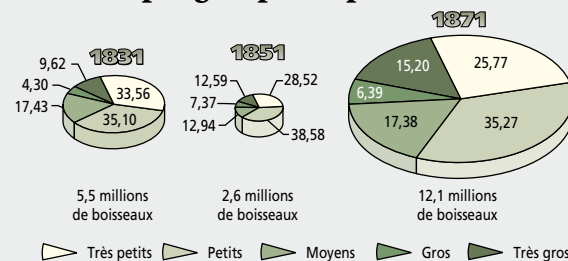 1831
9,62
4,30
17,43
33,56
35,10
5,5 millions
de boisseaux
1851
12,59
7,37
12,94
28,52
38,58
2,6 millions
de boisseaux
1871
15,20
25,77
6,39
17,38
35,27
12,1 millions
de boisseaux
Très petits
Petits
Moyens
Gros
Très gros